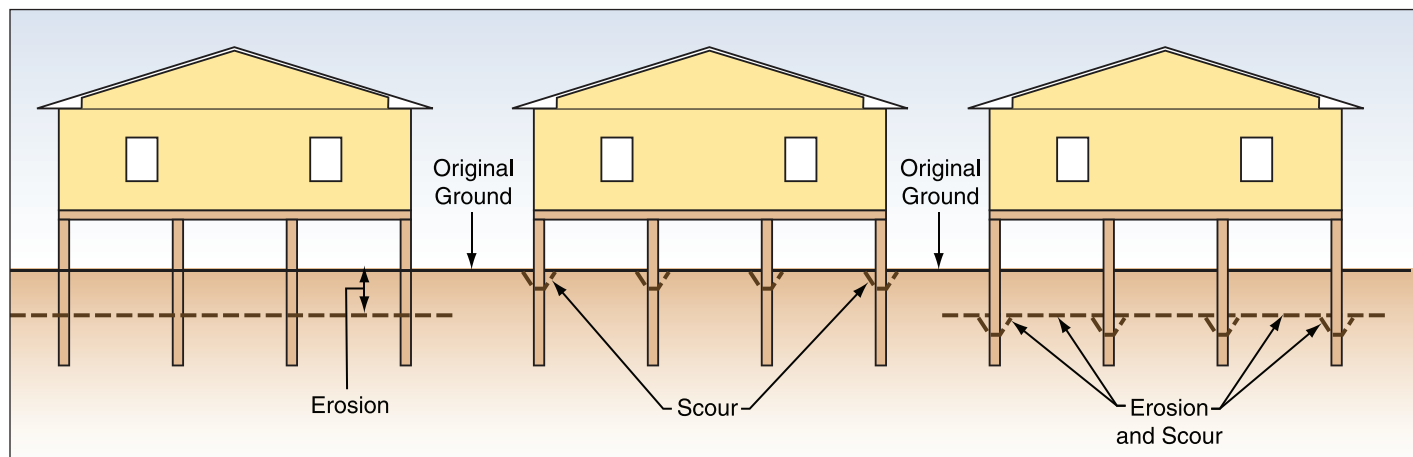 Original
Ground
Original
Ground
Erosion
Scour
Erosion
and Scour